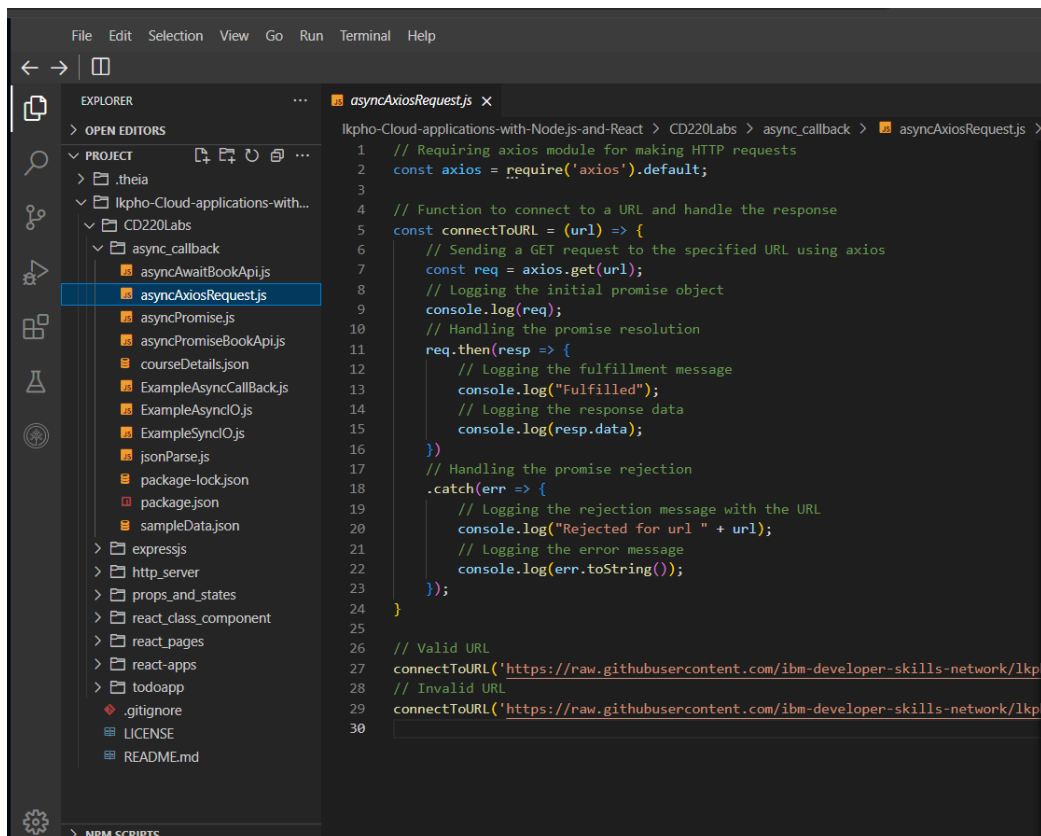 File Edit Selection View Go Run Terminal Help
EXPLORER
OPEN EDITORS
PROJECT
.theia
lkpho-Cloud-applications-with...
CD220Labs
async_callback
asyncAwaitBookApi.js
asyncAxiosRequest.js
asyncPromise.js
asyncPromiseBookApi.js
courseDetails.json
ExampleAsyncCallBack.js
ExampleAsyncIO.js
ExampleSyncIO.js
jsonParse.js
package-lock.json
package.json
sampleData.json
expressjs
http_server
props_and_states
react_class_component
react_pages
react-apps
todoapp
.gitignore
LICENSE
README.md
NPM SCRIPTS
JS asyncAxiosRequest.js ×
lkpho-Cloud-applications-with-Node.js-and-React > CD220Labs > async_callback > JS asyncAxiosRequest.js >
1 // Requiring axios module for making HTTP requests
2 const axios = require('axios').default;
3
4 // Function to connect to a URL and handle the response
5 const connectToURL = (url) => {
6 // Sending a GET request to the specified URL using axios
7 const req = axios.get(url);
8 // Logging the initial promise object
9 console.log(req);
10 // Handling the promise resolution
11 req.then(resp => {
12 // Logging the fulfillment message
13 console.log("Fulfilled");
14 // Logging the response data
15 console.log(resp.data);
16 })
17 // Handling the promise rejection
18 .catch(err => {
19 // Logging the rejection message with the URL
20 console.log("Rejected for url " + url);
21 // Logging the error message
22 console.log(err.toString());
23 });
24 }
25
26 // Valid URL
27 connectToURL('https://raw.githubusercontent.com/ibm-developer-skills-network/lkp
28 // Invalid URL
29 connectToURL('https://raw.githubusercontent.com/ibm-developer-skills-network/lkp
30